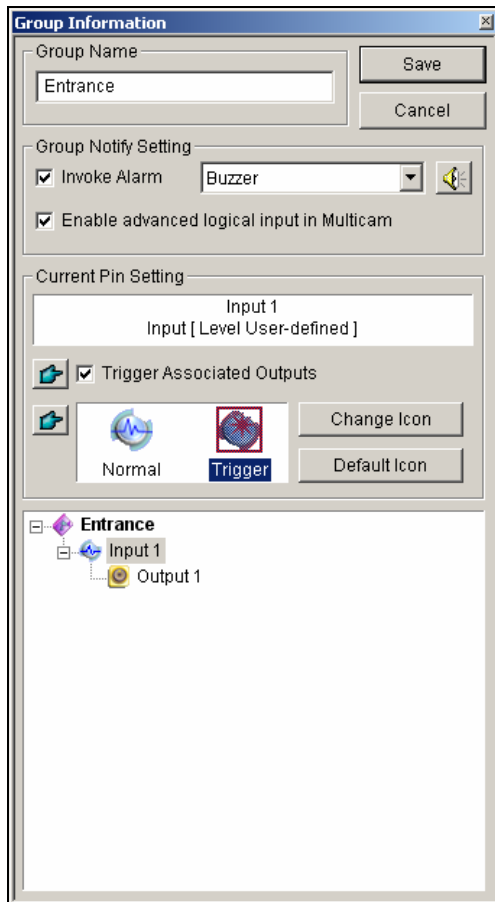 Group Information
Group Name
Save
Entrance
Cancel
Group Notify Setting
Invoke Alarm
Buzzer
Enable advanced logical input in Multicam
Current Pin Setting
Input 1
Input [ Level User-defined ]
Trigger Associated Outputs
Change Icon
Normal
Trigger
Default Icon
Entrance
Input 1
Output 1